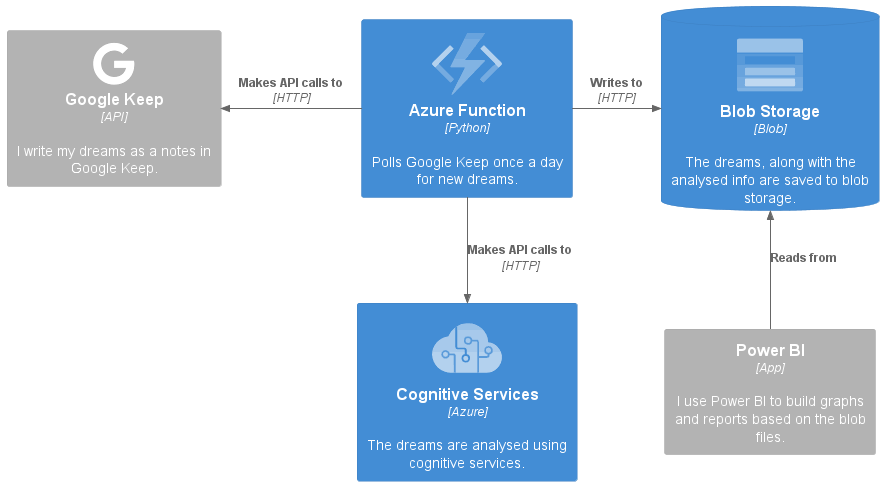 Google Keep
[API]
I write my dreams as a notes in
Google Keep.
Makes API calls to
[HTTP]
Azure Function
[Python]
Polls Google Keep once a day
for new dreams.
Writes to
[HTTP]
Blob Storage
[Blob]
The dreams, along with the
analysed info are saved to blob
storage.
Makes API calls to
[HTTP]
Reads from
Cognitive Services
[Azure]
The dreams are analysed using
cognitive services.
Power BI
[App]
I use Power BI to build graphs
and reports based on the blob
files.